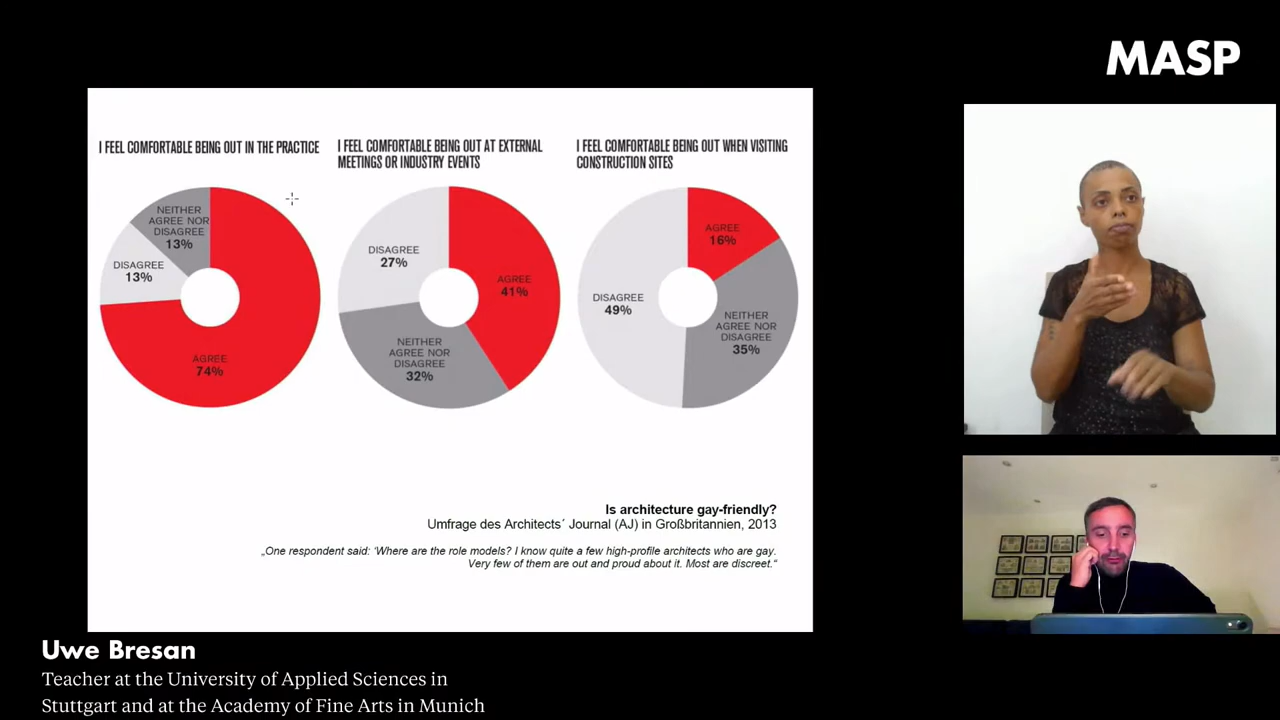 MASP
I FEEL COMFORTABLE BEING OUT IN THE PRACTICE
NEITHER
AGREE NOR
DISAGREE
13%
DISAGREE
13%
AGREE
74%
I FEEL COMFORTABLE BEING OUT AT EXTERNAL
MEETINGS OR INDUSTRY EVENTS
DISAGREE
27%
AGREE
41%
NEITHER
AGREE NOR
DISAGREE
32%
I FEEL COMFORTABLE BEING OUT WHEN VISITING
CONSTRUCTION SITES
AGREE
16%
DISAGREE
49%
NEITHER
AGREE NOR
DISAGREE
35%
Is architecture gay-friendly?
Umfrage des Architects´ Journal (AJ) in Großbritannien, 2013
„One respondent said: ‘Where are the role models? I know quite a few high-profile architects who are gay.
Very few of them are out and proud about it. Most are discreet.“
Uwe Bresan
Teacher at the University of Applied Sciences in
Stuttgart and at the Academy of Fine Arts in Munich